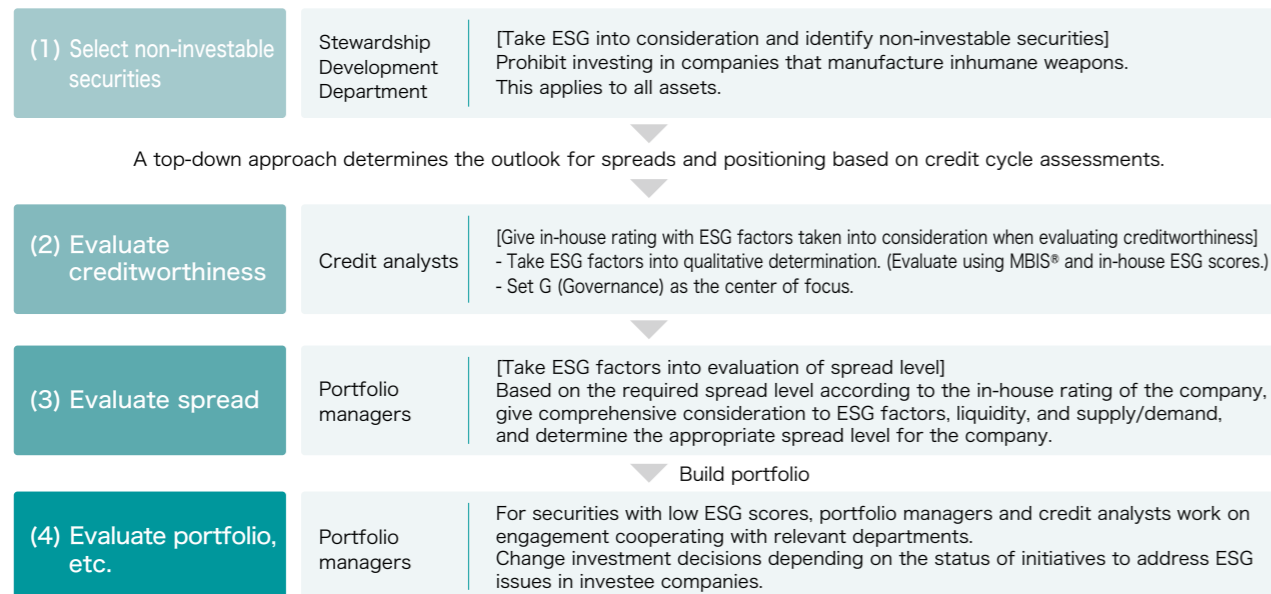 (1) Select non-investable
securities
Stewardship
Development
Department
[Take ESG into consideration and identify non-investable securities]
Prohibit investing in companies that manufacture inhumane weapons.
This applies to all assets.
A top-down approach determines the outlook for spreads and positioning based on credit cycle assessments.
(2) Evaluate
creditworthiness
Credit analysts
[Give in-house rating with ESG factors taken into consideration when evaluating creditworthiness]
- Take ESG factors into qualitative determination. (Evaluate using MBIS® and in-house ESG scores.)
- Set G (Governance) as the center of focus.
(3) Evaluate spread
Portfolio
managers
[Take ESG factors into evaluation of spread level]
Based on the required spread level according to the in-house rating of the company,
give comprehensive consideration to ESG factors, liquidity, and supply/demand,
and determine the appropriate spread level for the company.
Build portfolio
(4) Evaluate portfolio,
etc.
Portfolio
managers
For securities with low ESG scores, portfolio managers and credit analysts work on
engagement cooperating with relevant departments.
Change investment decisions depending on the status of initiatives to address ESG
issues in investee companies.